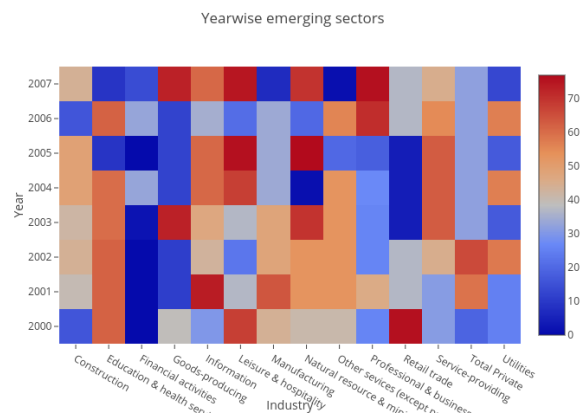 Yearwise emerging sectors
2007
2006
2005
2004
2003
2002
2001
2000
Year
70
60
50
40
30
20
10
0
Construction
Education & health ser
Financial activities
Goods-producing
Information
Leisure & hospitality
Manufacturing
Natural resource & mi
Other sevices (except
Professional & business
Retail trade
Service-providing
Total Private
Utilities
Industry